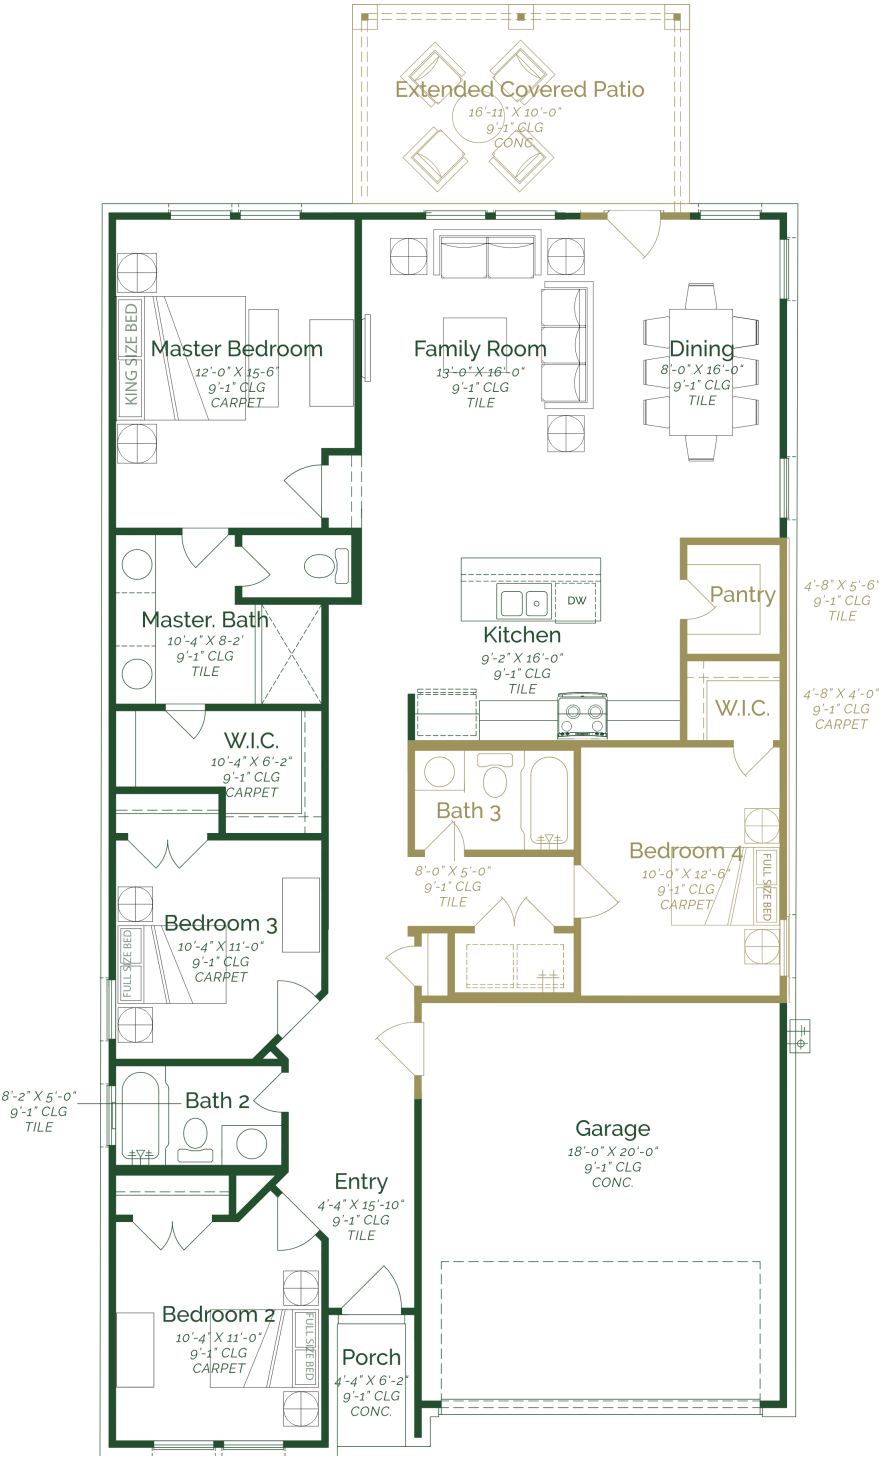 Extended Covered Patio
16'-11" X 10'-0"
9'-1" CLG
CONC.
KING SIZE BED
Master Bedroom
12'-0" X 15-6"
9'-1" CLG
CARPET
Family Room
13'-0" X 16'-0"
9'-1" CLG
TILE
Dining
8'-0" X 16'-0"
9'-1" CLG
TILE
Master. Bath
10'-4" X 8-2'
9'-1" CLG
TILE
DW
Kitchen
9'-2" X 16'-0"
9'-1" CLG
TILE
Pantry
4'-8" X 5'-6"
9'-1" CLG
TILE
W.I.C.
4'-8" X 4'-0"
9'-1" CLG
CARPET
W.I.C.
10'-4" X 6'-2"
9'-1" CLG
CARPET
Bath 3
8'-0" X 5'-0"
9'-1" CLG
TILE
Bedroom 4
10'-0" X 12'-6"
9'-1" CLG
CARPET
FULL SIZE BED
Bedroom 3
10'-4" X 11'-0"
9'-1" CLG
CARPET
FULL SIZE BED
8'-2" X 5'-0"
9'-1" CLG
TILE
Bath 2
Garage
18'-0" X 20'-0"
9'-1" CLG
CONC.
Entry
4'-4" X 15'-10"
9'-1" CLG
TILE
Bedroom 2
10'-4" X 11'-0"
9'-1" CLG
CARPET
FULL SIZE BED
Porch
4'-4" X 6'-2"
9'-1" CLG
CONC.